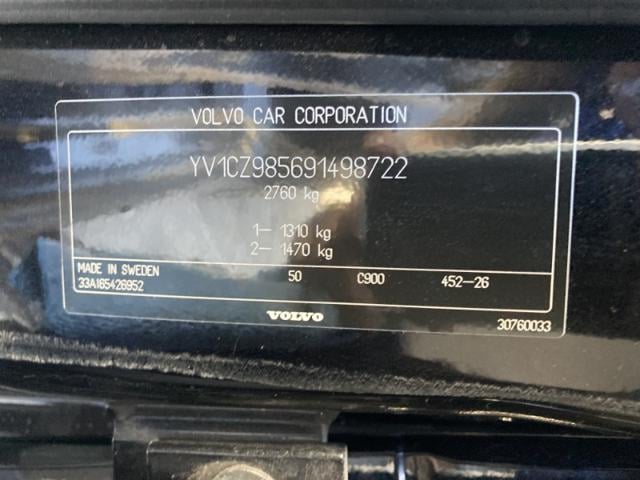 VOLVO CAR CORPORATION
YV1CZ985691498722
2760 kg
1– 1310 kg
2– 1470 kg
MADE IN SWEDEN 50 C900 452–26
33A165426952
VOLVO
30760033